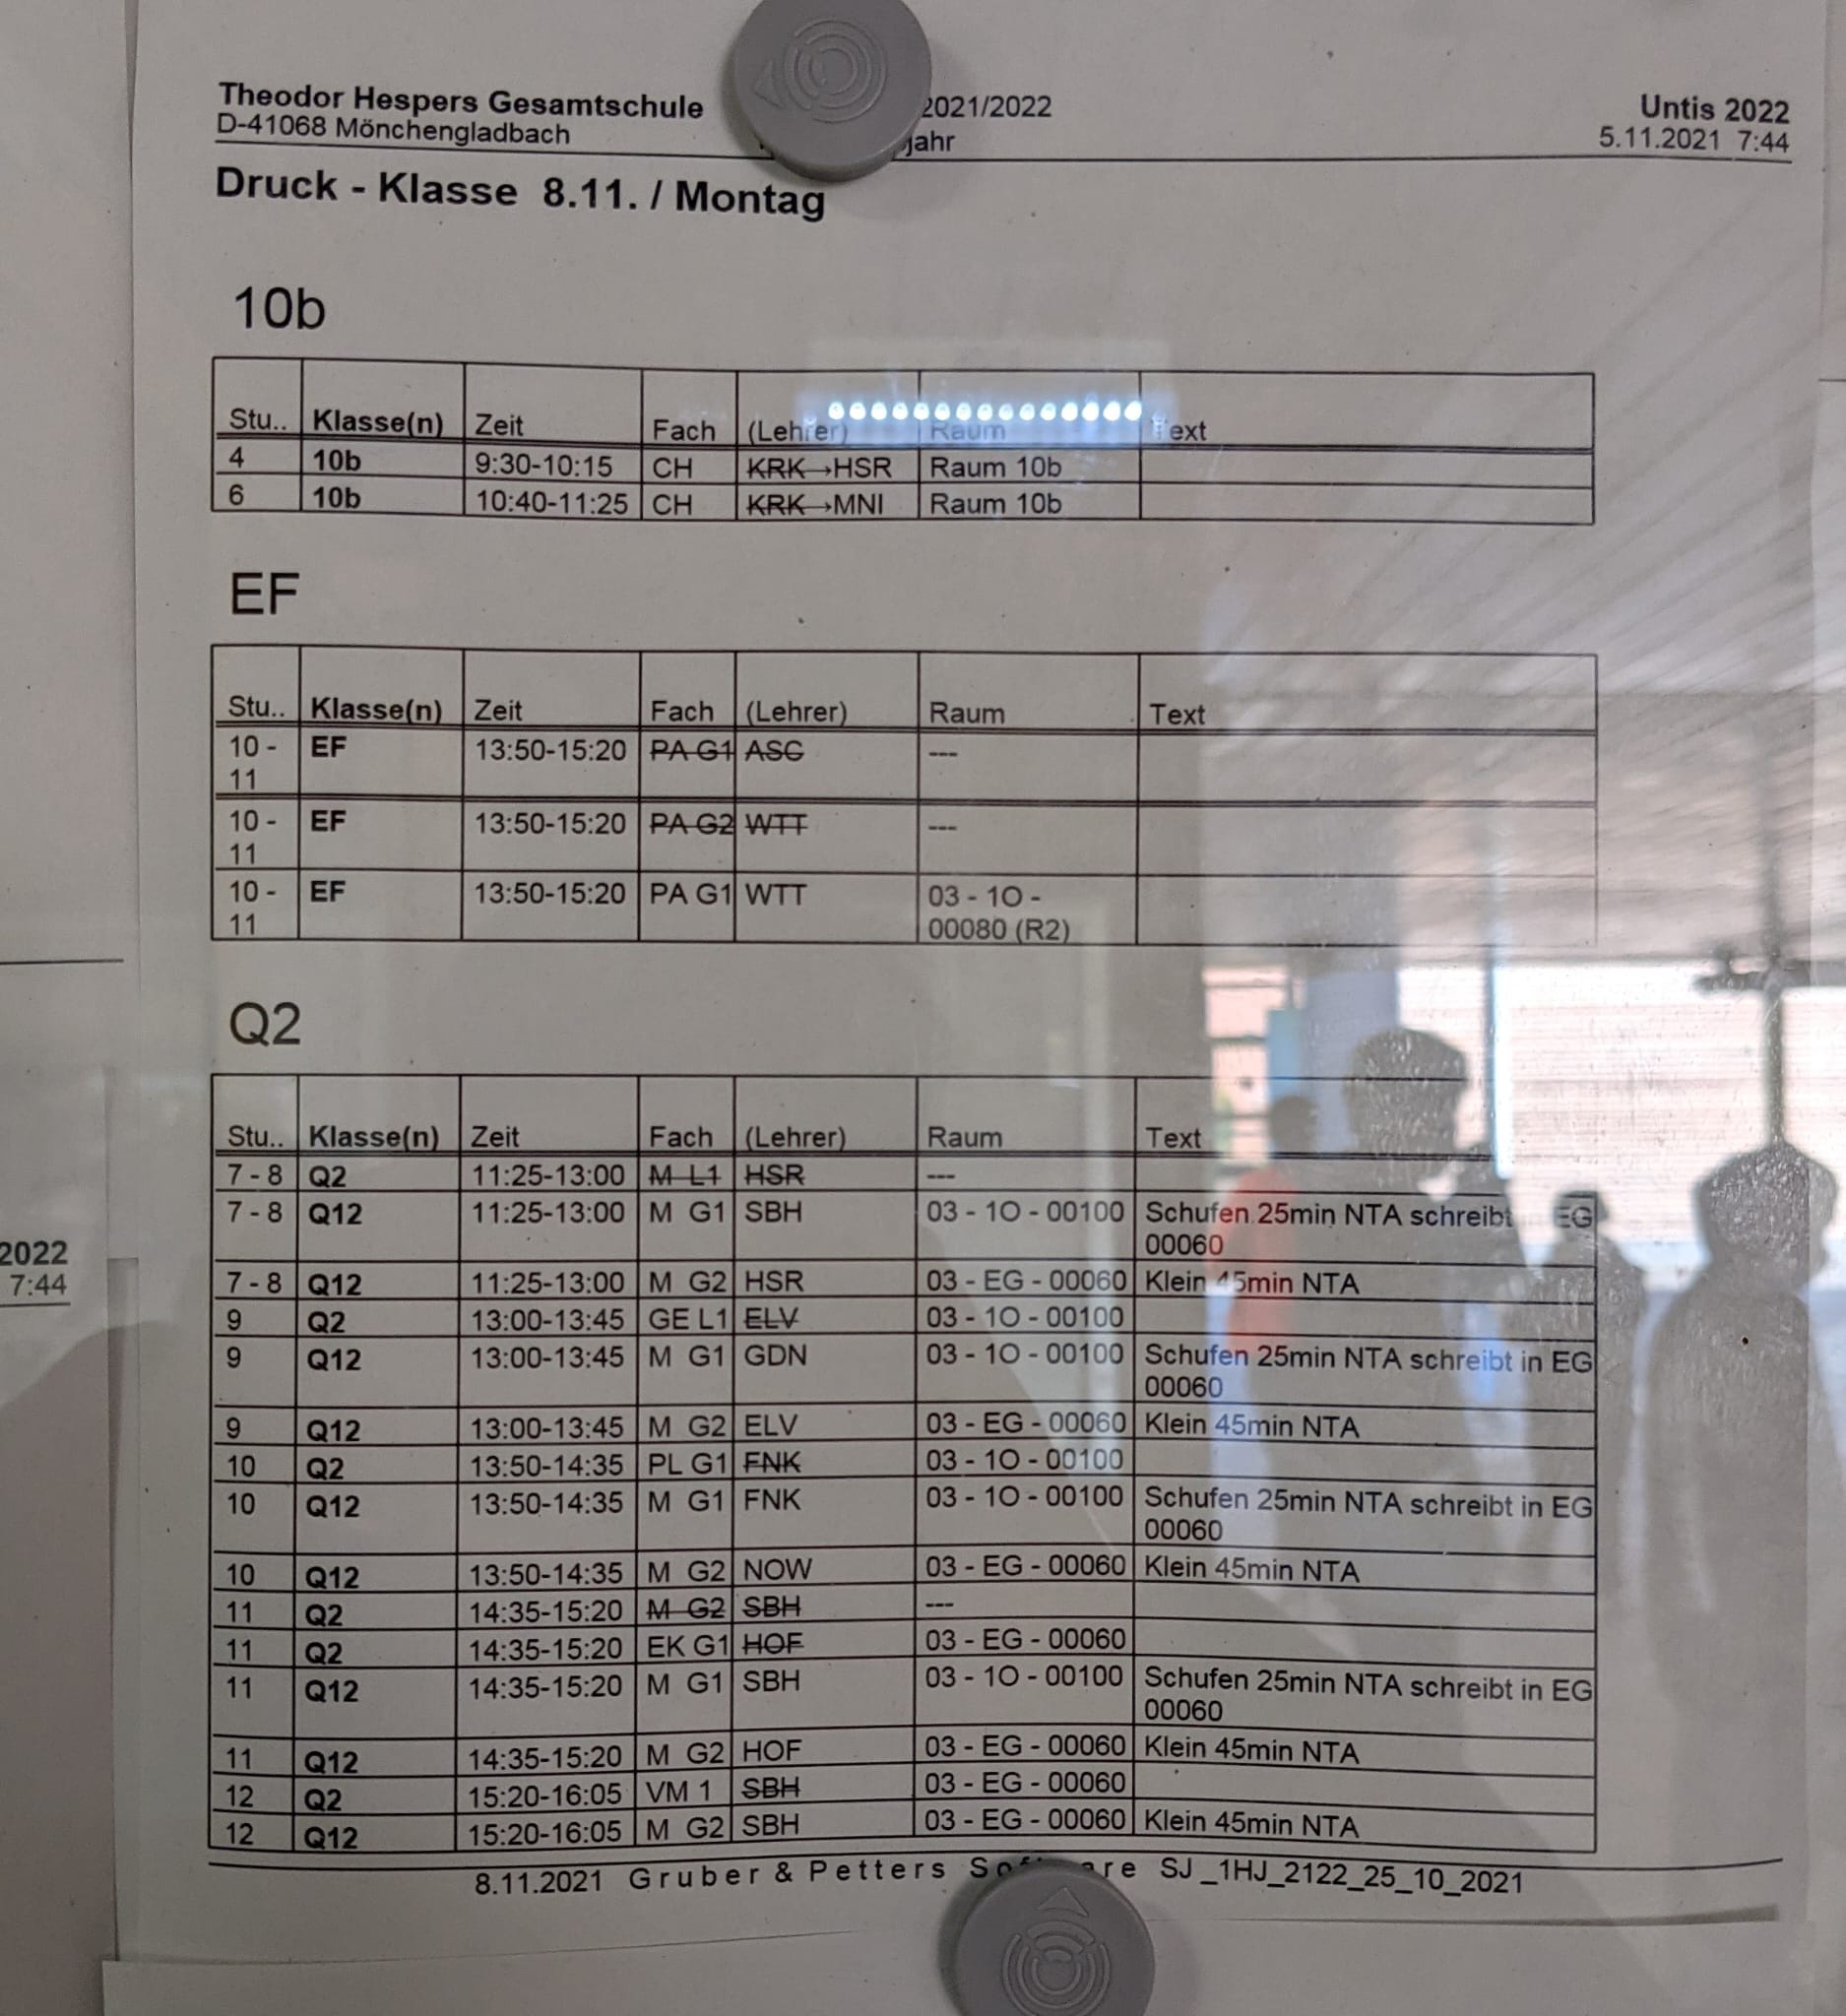 Theodor Hespers Gesamtschule 2021/2022 Untis 2022
D-41068 Mönchengladbach jahr 5.11.2021 7:44
Druck - Klasse 8.11. / Montag
10b
Stu.. Klasse(n) Zeit Fach (Lehrer) Raum Text
4 10b 9:30-10:15 CH KRK→HSR Raum 10b
6 10b 10:40-11:25 CH KRK→MNI Raum 10b
EF
Stu.. Klasse(n) Zeit Fach (Lehrer) Raum Text
10 - EF 13:50-15:20 PA G1 ASC ---
11
10 - EF 13:50-15:20 PA G2 WTT ---
11
10 - EF 13:50-15:20 PA G1 WTT 03 - 1O -
11 00080 (R2)
Q2
Stu.. Klasse(n) Zeit Fach (Lehrer) Raum Text
7 - 8 Q2 11:25-13:00 M L1 HSR ---
7 - 8 Q12 11:25-13:00 M G1 SBH 03 - 1O - 00100 Schufen 25min NTA schreibt EG
00060
7 - 8 Q12 11:25-13:00 M G2 HSR 03 - EG - 00060 Klein 45min NTA
9 Q2 13:00-13:45 GE L1 ELV 03 - 1O - 00100
9 Q12 13:00-13:45 M G1 GDN 03 - 1O - 00100 Schufen 25min NTA schreibt in EG
00060
9 Q12 13:00-13:45 M G2 ELV 03 - EG - 00060 Klein 45min NTA
10 Q2 13:50-14:35 PL G1 FNK 03 - 1O - 00100
10 Q12 13:50-14:35 M G1 FNK 03 - 1O - 00100 Schufen 25min NTA schreibt in EG
00060
10 Q12 13:50-14:35 M G2 NOW 03 - EG - 00060 Klein 45min NTA
11 Q2 14:35-15:20 M G2 SBH ---
11 Q2 14:35-15:20 EK G1 HOF 03 - EG - 00060
11 Q12 14:35-15:20 M G1 SBH 03 - 1O - 00100 Schufen 25min NTA schreibt in EG
00060
11 Q12 14:35-15:20 M G2 HOF 03 - EG - 00060 Klein 45min NTA
12 Q2 15:20-16:05 VM 1 SBH 03 - EG - 00060
12 Q12 15:20-16:05 M G2 SBH 03 - EG - 00060 Klein 45min NTA
8.11.2021 Gruber & Petters SJ_1HJ_2122_25_10_2021
2022
7:44